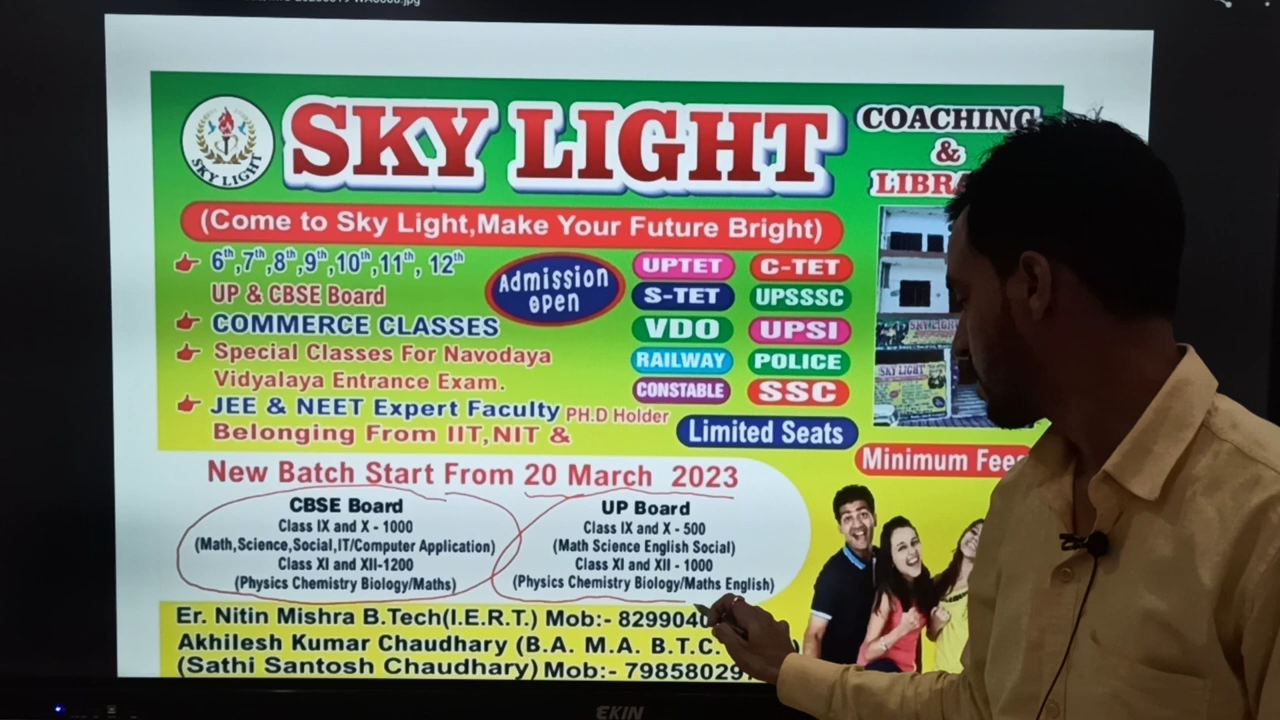 SKY LIGHT
SKY LIGHT
COACHING
&
(Come to Sky Light,Make Your Future Bright)
6th,7th,8th,9th,10th,11th, 12th
UP & CBSE Board
COMMERCE CLASSES
Special Classes For Navodaya
Vidyalaya Entrance Exam.
JEE & NEET Expert Faculty PH.D Holder
Belonging From IIT,NIT &
Admission
open
UPTET C-TET
S-TET UPSSSC
VDO UPSI
RAILWAY POLICE
CONSTABLE SSC
Limited Seats
SKY LIGHT
Minimum Fees
New Batch Start From 20 March 2023
CBSE Board
Class IX and X - 1000
(Math,Science,Social,IT/Computer Application)
Class XI and XII-1200
(Physics Chemistry Biology/Maths)
UP Board
Class IX and X - 500
(Math Science English Social)
Class XI and XII - 1000
(Physics Chemistry Biology/Maths English)
Er. Nitin Mishra B.Tech(I.E.R.T.) Mob:- 829904
Akhilesh Kumar Chaudhary (B.A. M.A. B.T.C.
(Sathi Santosh Chaudhary) Mob:- 79858029
EKIN